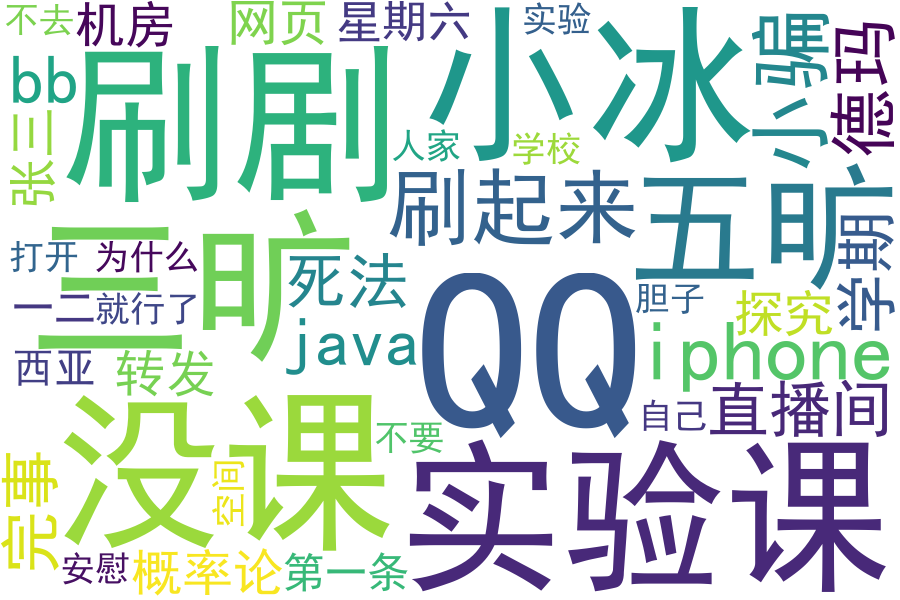 不去
机房
网页
星期六
实验
bb
刷剧
小冰
小骗
德玛
张三
人家
学校
刷起来
五旷
三旷
打开
为什么
死法
QQ
胆子
学期
一二就行了
java
iphone
探究
西亚
转发
没课
不要
自己
直播间
实验课
完事
空间
安慰
概率论
第一条